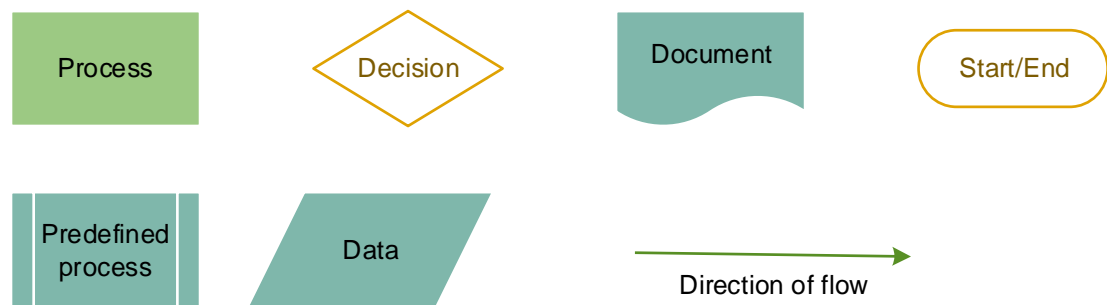 Process
Decision
Document
Start/End
Predefined
process
Data
Direction of flow